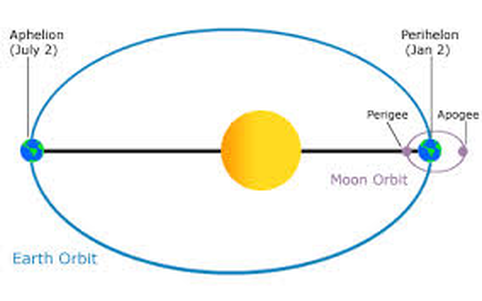 Aphelion
(July 2)
Perihelon
(Jan 2)
Perigee
Apogee
Moon Orbit
Earth Orbit